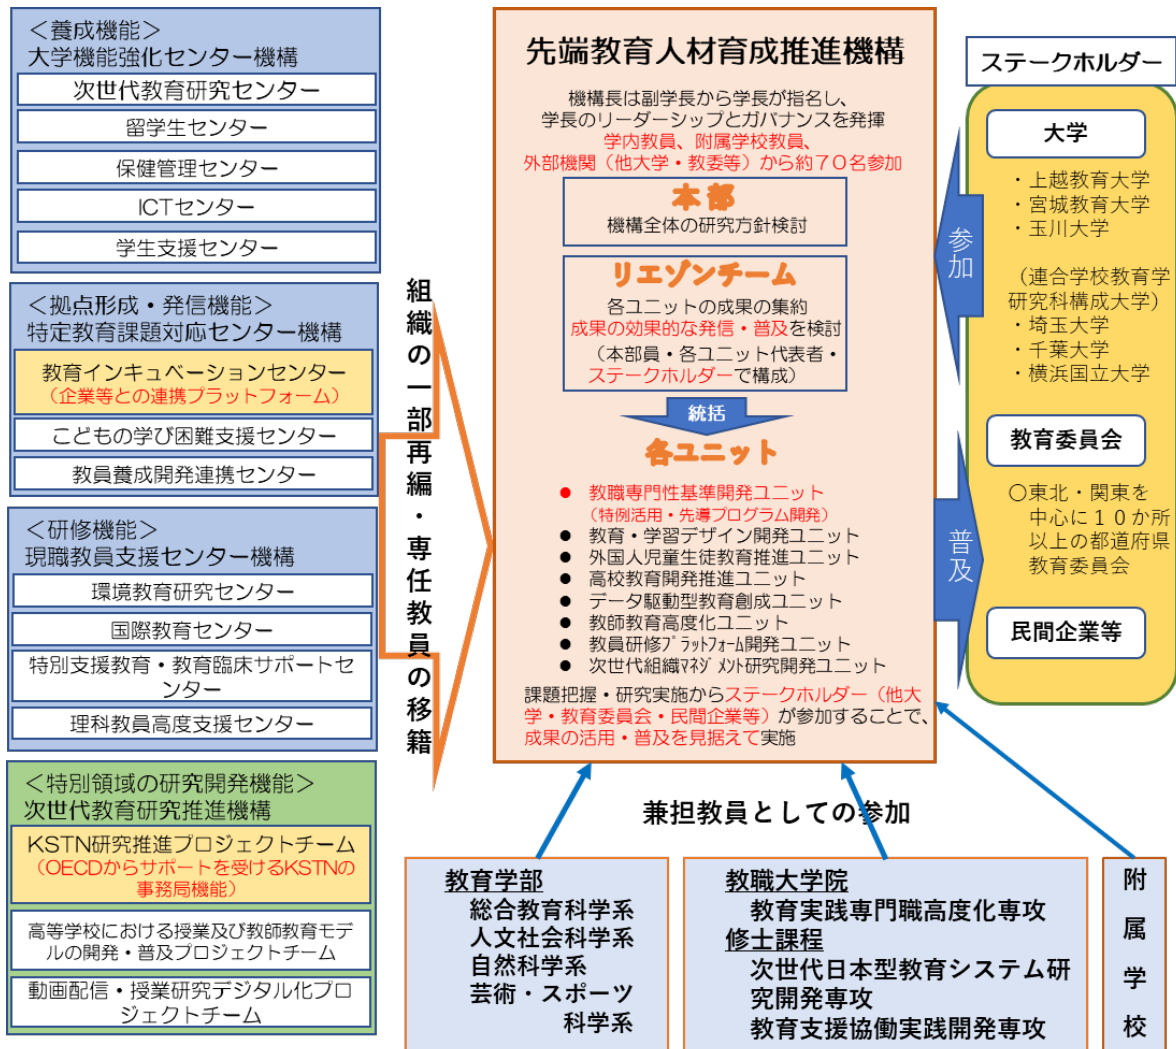 ＜養成機能＞
大学機能強化センター機構
次世代教育研究センター
留学生センター
保健管理センター
ICTセンター
学生支援センター
＜拠点形成・発信機能＞
特定教育課題対応センター機構
教育インキュベーションセンター
（企業等との連携プラットフォーム）
こどもの学び困難支援センター
教員養成開発連携センター
＜研修機能＞
現職教員支援センター機構
環境教育研究センター
国際教育センター
特別支援教育・教育臨床サポートセ
ンター
理科教員高度支援センター
＜特別領域の研究開発機能＞
次世代教育研究推進機構
KSTN研究推進プロジェクトチーム
（OECDからサポートを受けるKSTNの
事務局機能）
高等学校における授業及び教師教育モデ
ルの開発・普及プロジェクトチーム
動画配信・授業研究デジタル化プロ
ジェクトチーム
組織の一部再編・専任教員の移籍
先端教育人材育成推進機構
機構長は副学長から学長が指名し、
学長のリーダーシップとガバナンスを発揮
学内教員、附属学校教員、
外部機関（他大学・教委等）から約７０名参加
本部
機構全体の研究方針検討
リエゾンチーム
各ユニットの成果の集約
成果の効果的な発信・普及を検討
（本部員・各ユニット代表者・
ステークホルダーで構成）
統括
各ユニット
● 教職専門性基準開発ユニット
（特例活用・先導プログラム開発）
● 教育・学習デザイン開発ユニット
● 外国人児童生徒教育推進ユニット
● 高校教育開発推進ユニット
● データ駆動型教育創成ユニット
● 教師教育高度化ユニット
● 教員研修ﾌﾟﾗｯﾄﾌｫｰﾑ開発ユニット
● 次世代組織ﾏﾈｼﾞﾒﾝﾄ研究開発ユニット
課題把握・研究実施からステークホルダー（他大
学・教育委員会・民間企業等）が参加することで、
成果の活用・普及を見据えて実施
参加
普及
ステークホルダー
大学
・上越教育大学
・宮城教育大学
・玉川大学
（連合学校教育学
研究科構成大学）
・埼玉大学
・千葉大学
・横浜国立大学
教育委員会
〇東北・関東を
中心に１０か所
以上の都道府県
教育委員会
民間企業等
兼担教員としての参加
教育学部
総合教育科学系
人文社会科学系
自然科学系
芸術・スポーツ
科学系
教職大学院
教育実践専門職高度化専攻
修士課程
次世代日本型教育システム研
究開発専攻
教育支援協働実践開発専攻
附属学校